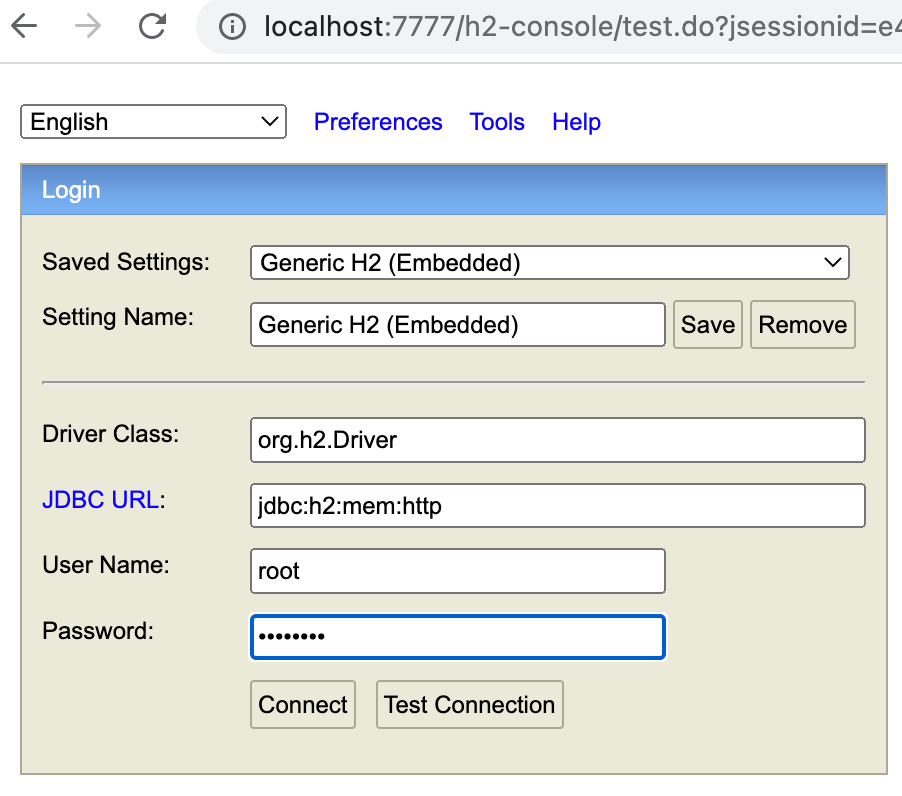 localhost:7777/h2-console/test.do?jsessionid=e4
English Preferences Tools Help
Login
Saved Settings: Generic H2 (Embedded)
Setting Name: Generic H2 (Embedded) Save Remove
Driver Class: org.h2.Driver
JDBC URL: jdbc:h2:mem:http
User Name: root
Password: ••••••••
Connect Test Connection